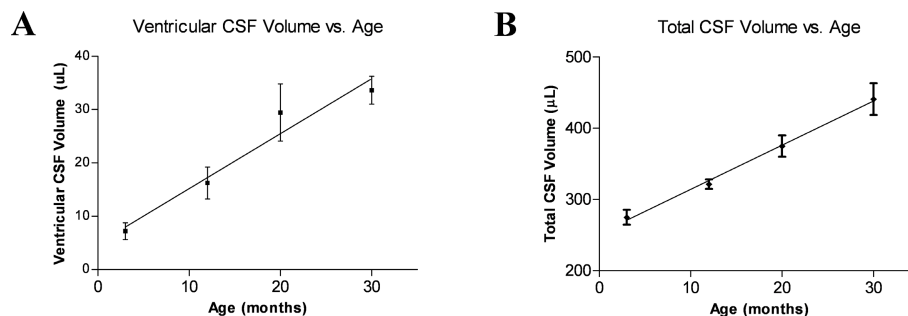 A
Ventricular CSF Volume vs. Age
Ventricular CSF Volume (uL)
40
30
20
10
0
0 10 20 30
Age (months)
B
Total CSF Volume vs. Age
Total CSF Volume (µL)
500
400
300
200
0 10 20 30
Age (months)